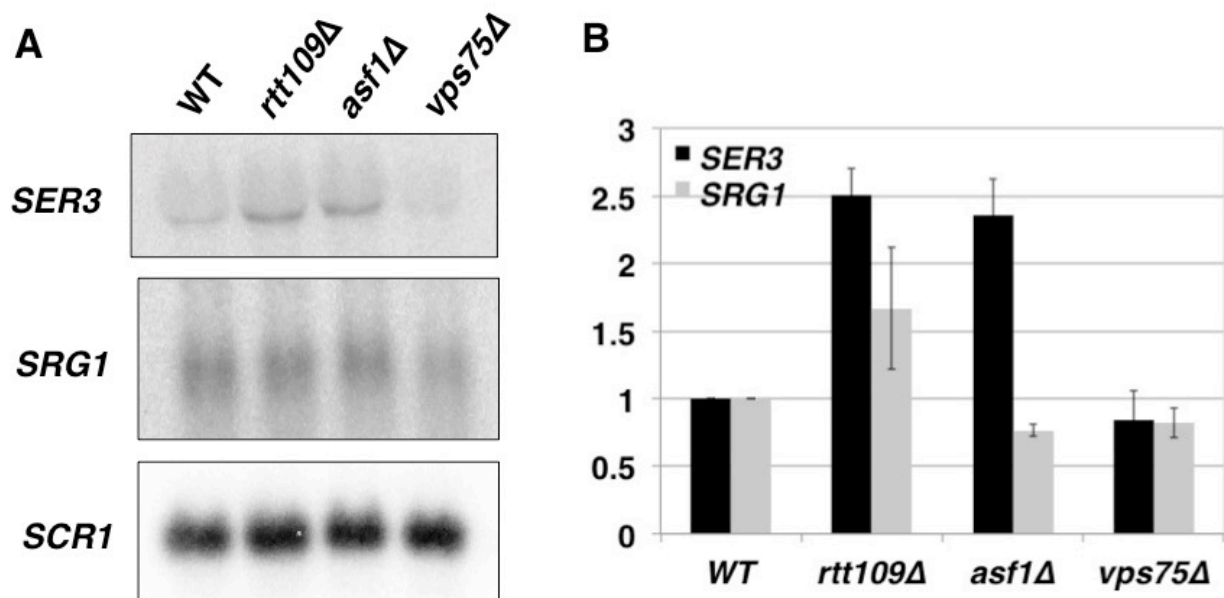 A
WT rtt109Δ asf1Δ vps75Δ
SER3
SRG1
SCR1
B
3
2.5
2
1.5
1
0.5
0
SER3
SRG1
WT rtt109Δ asf1Δ vps75Δ